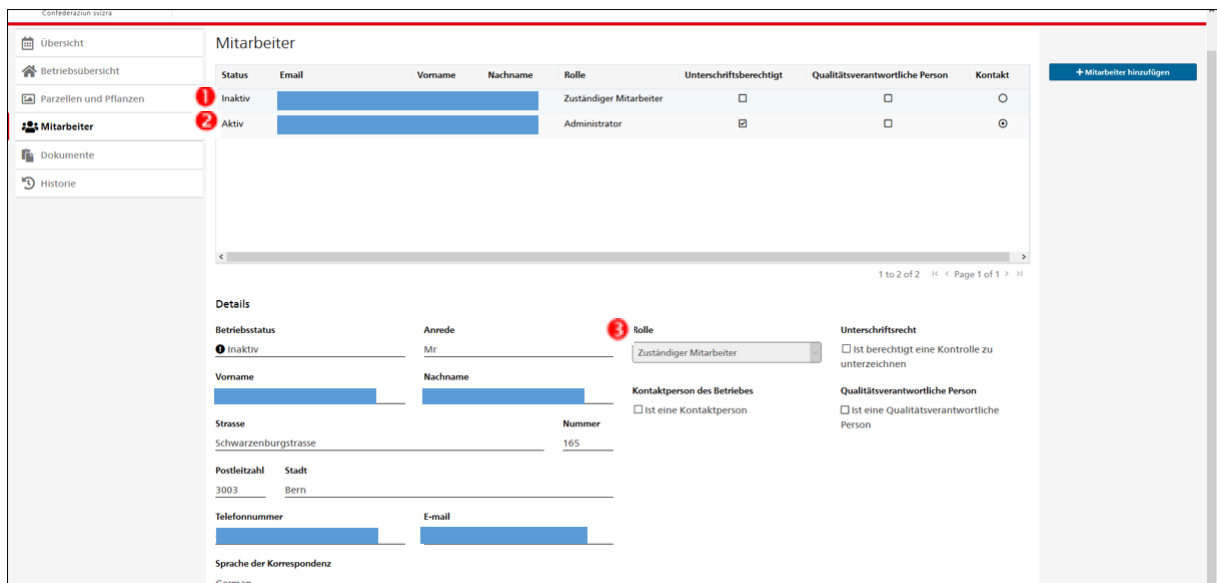 Confederaziun svizra
Übersicht
Betriebsübersicht
Parzellen und Pflanzen
Mitarbeiter
Dokumente
Historie
Mitarbeiter
Status Email Vorname Nachname Rolle Unterschriftsberechtigt Qualitätsverantwortliche Person Kontakt
1 Inaktiv Zuständiger Mitarbeiter
2 Aktiv Administrator
+ Mitarbeiter hinzufügen
1 to 2 of 2 Page 1 of 1
Details
Betriebsstatus Anrede
Inaktiv Mr
Vorname Nachname
Strasse Nummer
Schwarzenburgstrasse 165
Postleitzahl Stadt
3003 Bern
Telefonnummer E-mail
Sprache der Korrespondenz
German
3 Rolle
Zuständiger Mitarbeiter
Kontaktperson des Betriebes
Ist eine Kontaktperson
Unterschriftsrecht
Ist berechtigt eine Kontrolle zu
unterzeichnen
Qualitätsverantwortliche Person
Ist eine Qualitätsverantwortliche
Person